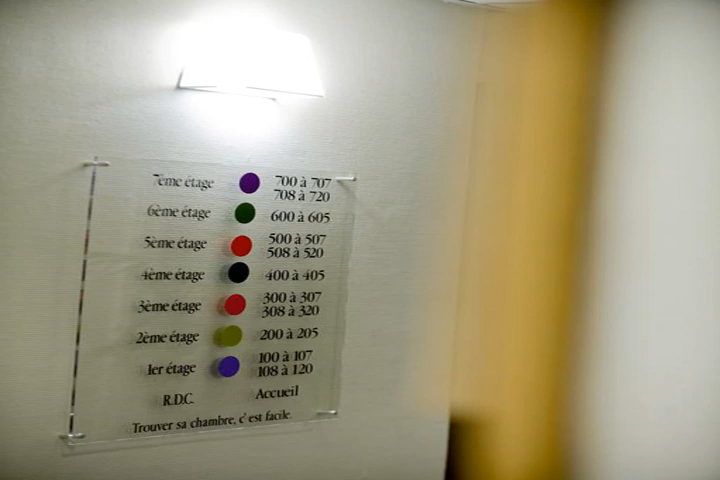 7ème étage 700 à 707
708 à 720
6ème étage 600 à 605
5ème étage 500 à 507
508 à 520
4ème étage 400 à 405
3ème étage 300 à 307
308 à 320
2ème étage 200 à 205
1er étage 100 à 107
108 à 120
R.D.C. Accueil
Trouver sa chambre, c'est facile.